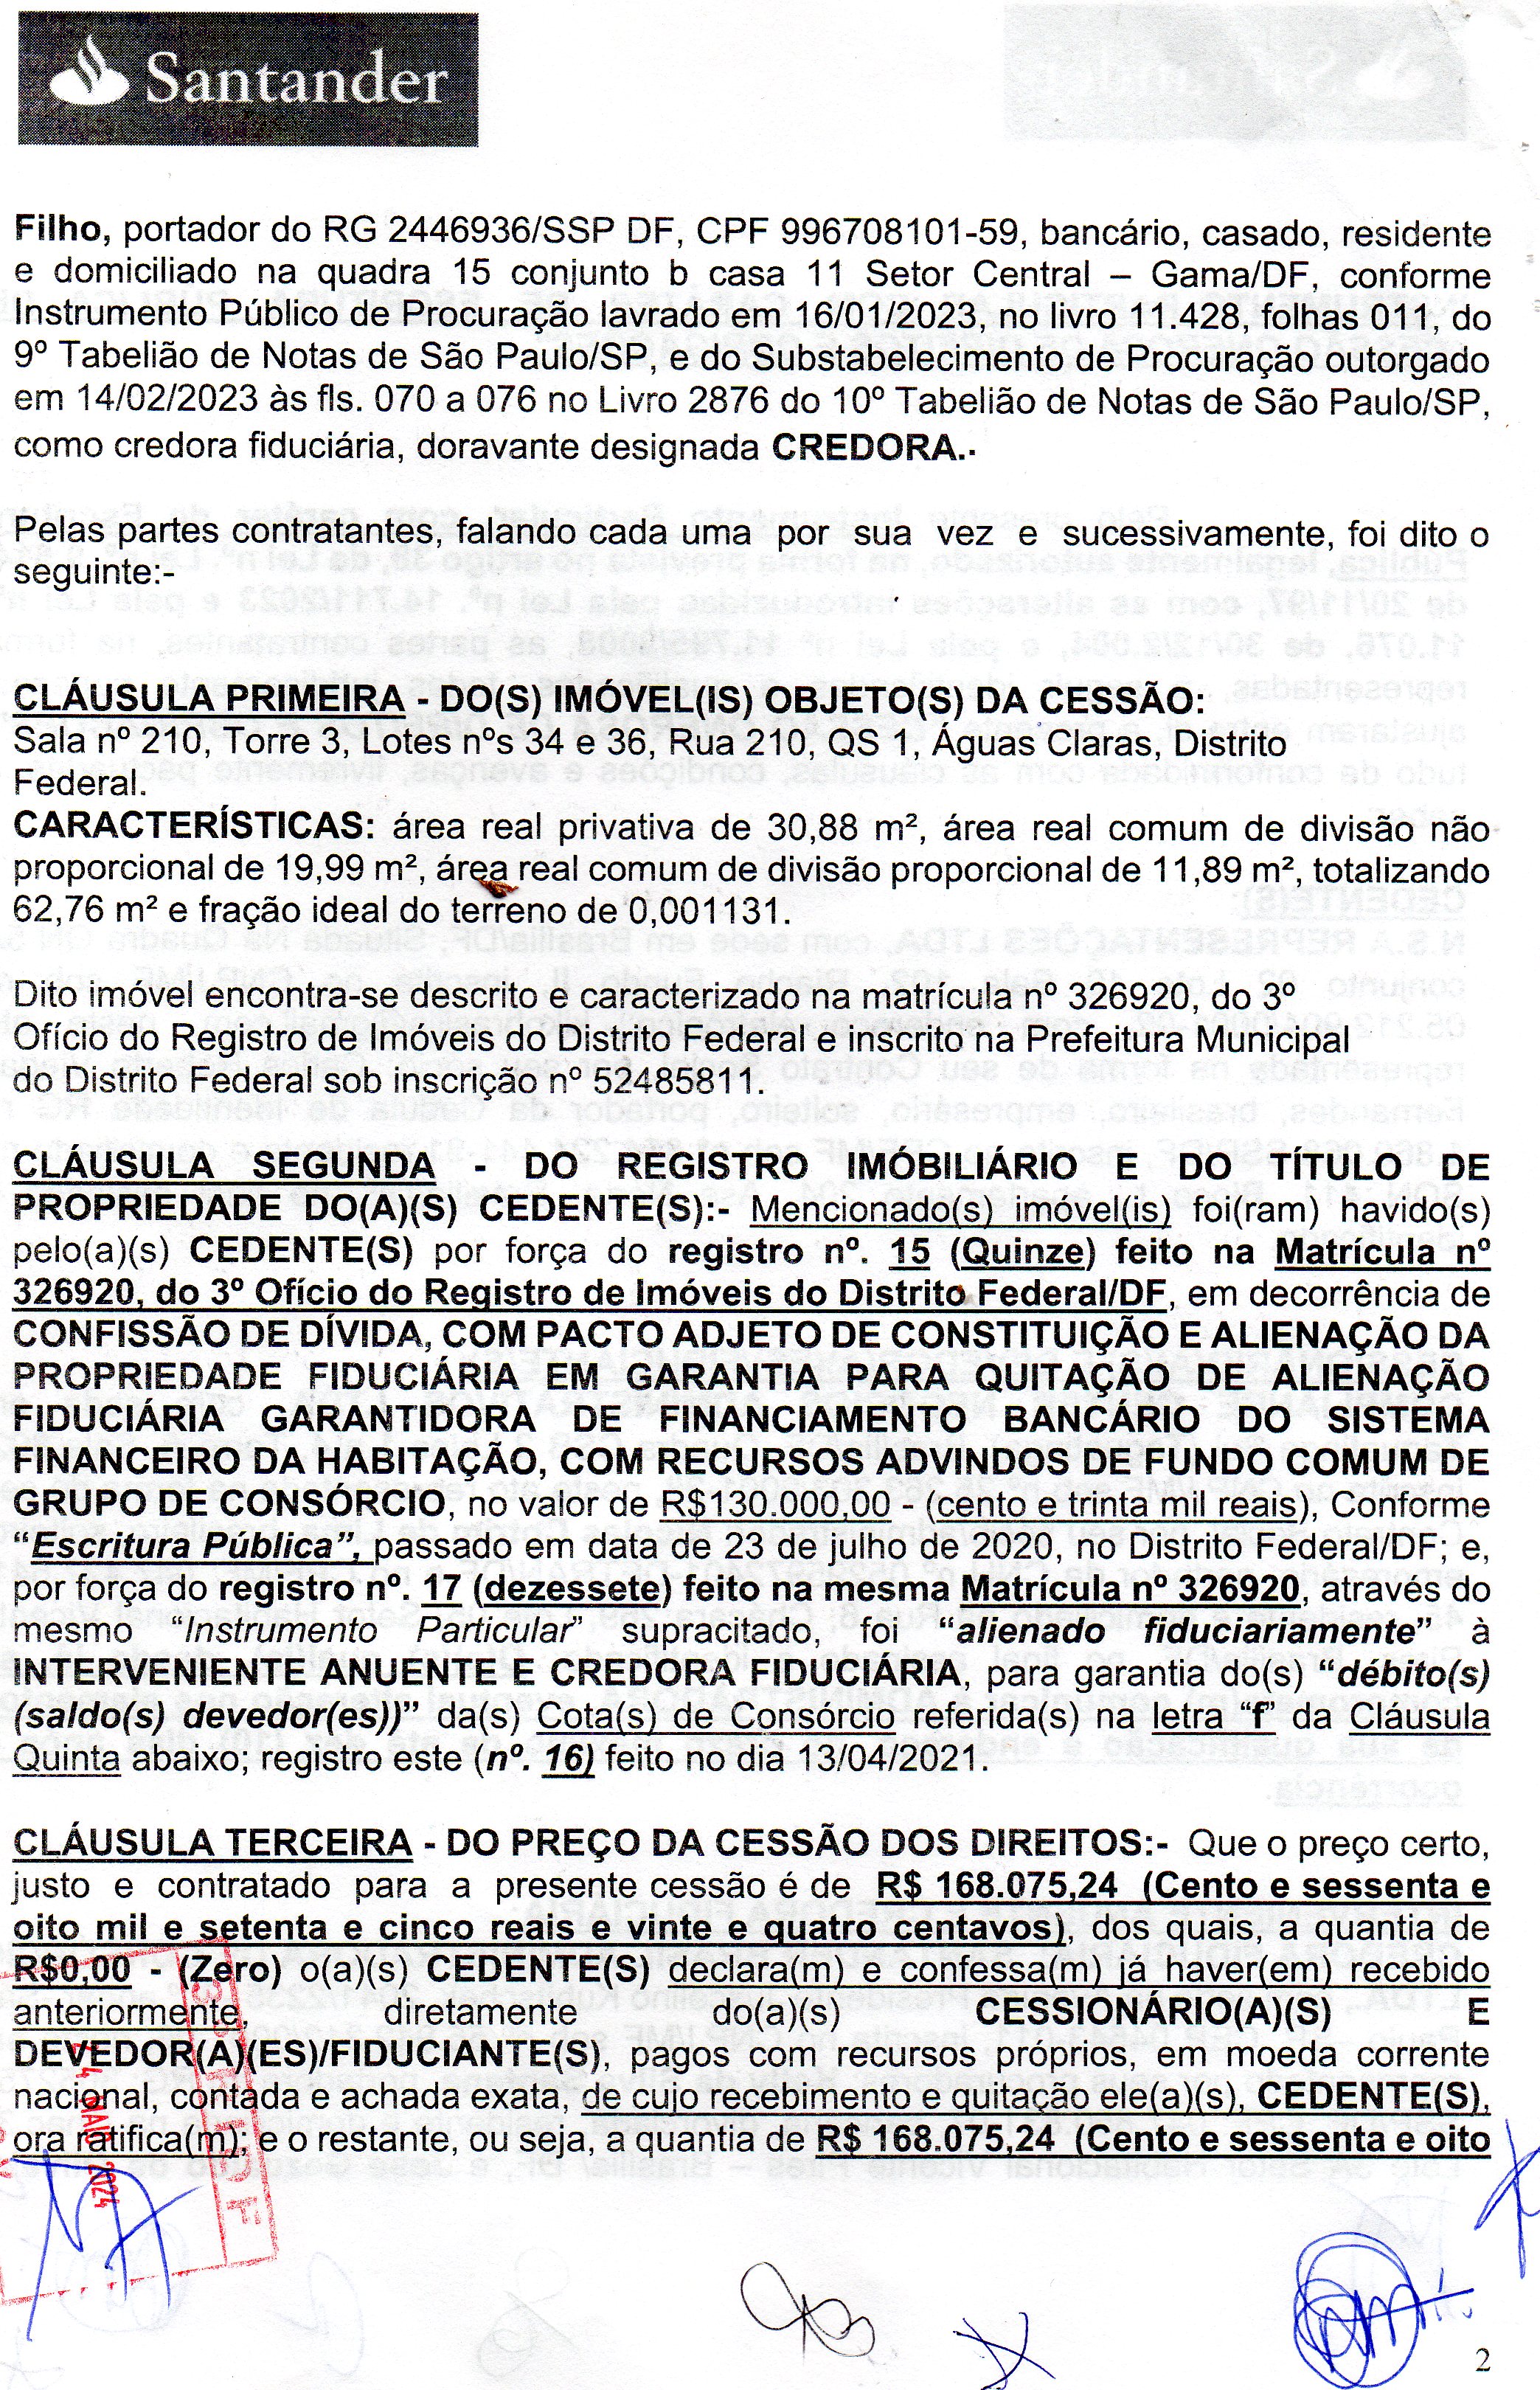 Santander
Filho, portador do RG 2446936/SSP DF, CPF 996708101-59, bancário, casado, residente
e domiciliado na quadra 15 conjunto b casa 11 Setor Central – Gama/DF, conforme
Instrumento Público de Procuração lavrado em 16/01/2023, no livro 11.428, folhas 011, do
9º Tabelião de Notas de São Paulo/SP, e do Substabelecimento de Procuração outorgado
em 14/02/2023 às fls. 070 a 076 no Livro 2876 do 10º Tabelião de Notas de São Paulo/SP,
como credora fiduciária, doravante designada CREDORA.-
Pelas partes contratantes, falando cada uma por sua vez e sucessivamente, foi dito o
seguinte:-
CLÁUSULA PRIMEIRA - DO(S) IMÓVEL(IS) OBJETO(S) DA CESSÃO:
Sala nº 210, Torre 3, Lotes nºs 34 e 36, Rua 210, QS 1, Águas Claras, Distrito
Federal.
CARACTERÍSTICAS: área real privativa de 30,88 m², área real comum de divisão não
proporcional de 19,99 m², área real comum de divisão proporcional de 11,89 m², totalizando
62,76 m² e fração ideal do terreno de 0,001131.
Dito imóvel encontra-se descrito e caracterizado na matrícula nº 326920, do 3º
Ofício do Registro de Imóveis do Distrito Federal e inscrito na Prefeitura Municipal
do Distrito Federal sob inscrição nº 52485811.
CLÁUSULA SEGUNDA - DO REGISTRO IMÓBILIÁRIO E DO TÍTULO DE
PROPRIEDADE DO(A)(S) CEDENTE(S):- Mencionado(s) imóvel(is) foi(ram) havido(s)
pelo(a)(s) CEDENTE(S) por força do registro nº. 15 (Quinze) feito na Matrícula nº
326920, do 3º Ofício do Registro de Imóveis do Distrito Federal/DF, em decorrência de
CONFISSÃO DE DÍVIDA, COM PACTO ADJETO DE CONSTITUIÇÃO E ALIENAÇÃO DA
PROPRIEDADE FIDUCIÁRIA EM GARANTIA PARA QUITAÇÃO DE ALIENAÇÃO
FIDUCIÁRIA GARANTIDORA DE FINANCIAMENTO BANCÁRIO DO SISTEMA
FINANCEIRO DA HABITAÇÃO, COM RECURSOS ADVINDOS DE FUNDO COMUM DE
GRUPO DE CONSÓRCIO, no valor de R$130.000,00 - (cento e trinta mil reais), Conforme
“Escritura Pública”, passado em data de 23 de julho de 2020, no Distrito Federal/DF; e,
por força do registro nº. 17 (dezessete) feito na mesma Matrícula nº 326920, através do
mesmo “Instrumento Particular” supracitado, foi “alienado fiduciariamente” à
INTERVENIENTE ANUENTE E CREDORA FIDUCIÁRIA, para garantia do(s) “débito(s)
(saldo(s) devedor(es))” da(s) Cota(s) de Consórcio referida(s) na letra “f” da Cláusula
Quinta abaixo; registro este (nº. 16) feito no dia 13/04/2021.
CLÁUSULA TERCEIRA - DO PREÇO DA CESSÃO DOS DIREITOS:- Que o preço certo,
justo e contratado para a presente cessão é de R$ 168.075,24 (Cento e sessenta e
oito mil e setenta e cinco reais e vinte e quatro centavos), dos quais, a quantia de
R$0,00 - (Zero) o(a)(s) CEDENTE(S) declara(m) e confessa(m) já haver(em) recebido
anteriormente, diretamente do(a)(s) CESSIONÁRIO(A)(S) E
DEVEDOR(A)(ES)/FIDUCIANTE(S), pagos com recursos próprios, em moeda corrente
nacional, contada e achada exata, de cujo recebimento e quitação ele(a)(s), CEDENTE(S),
ora ratifica(m); e o restante, ou seja, a quantia de R$ 168.075,24 (Cento e sessenta e oito
24 MAIO 2024
2